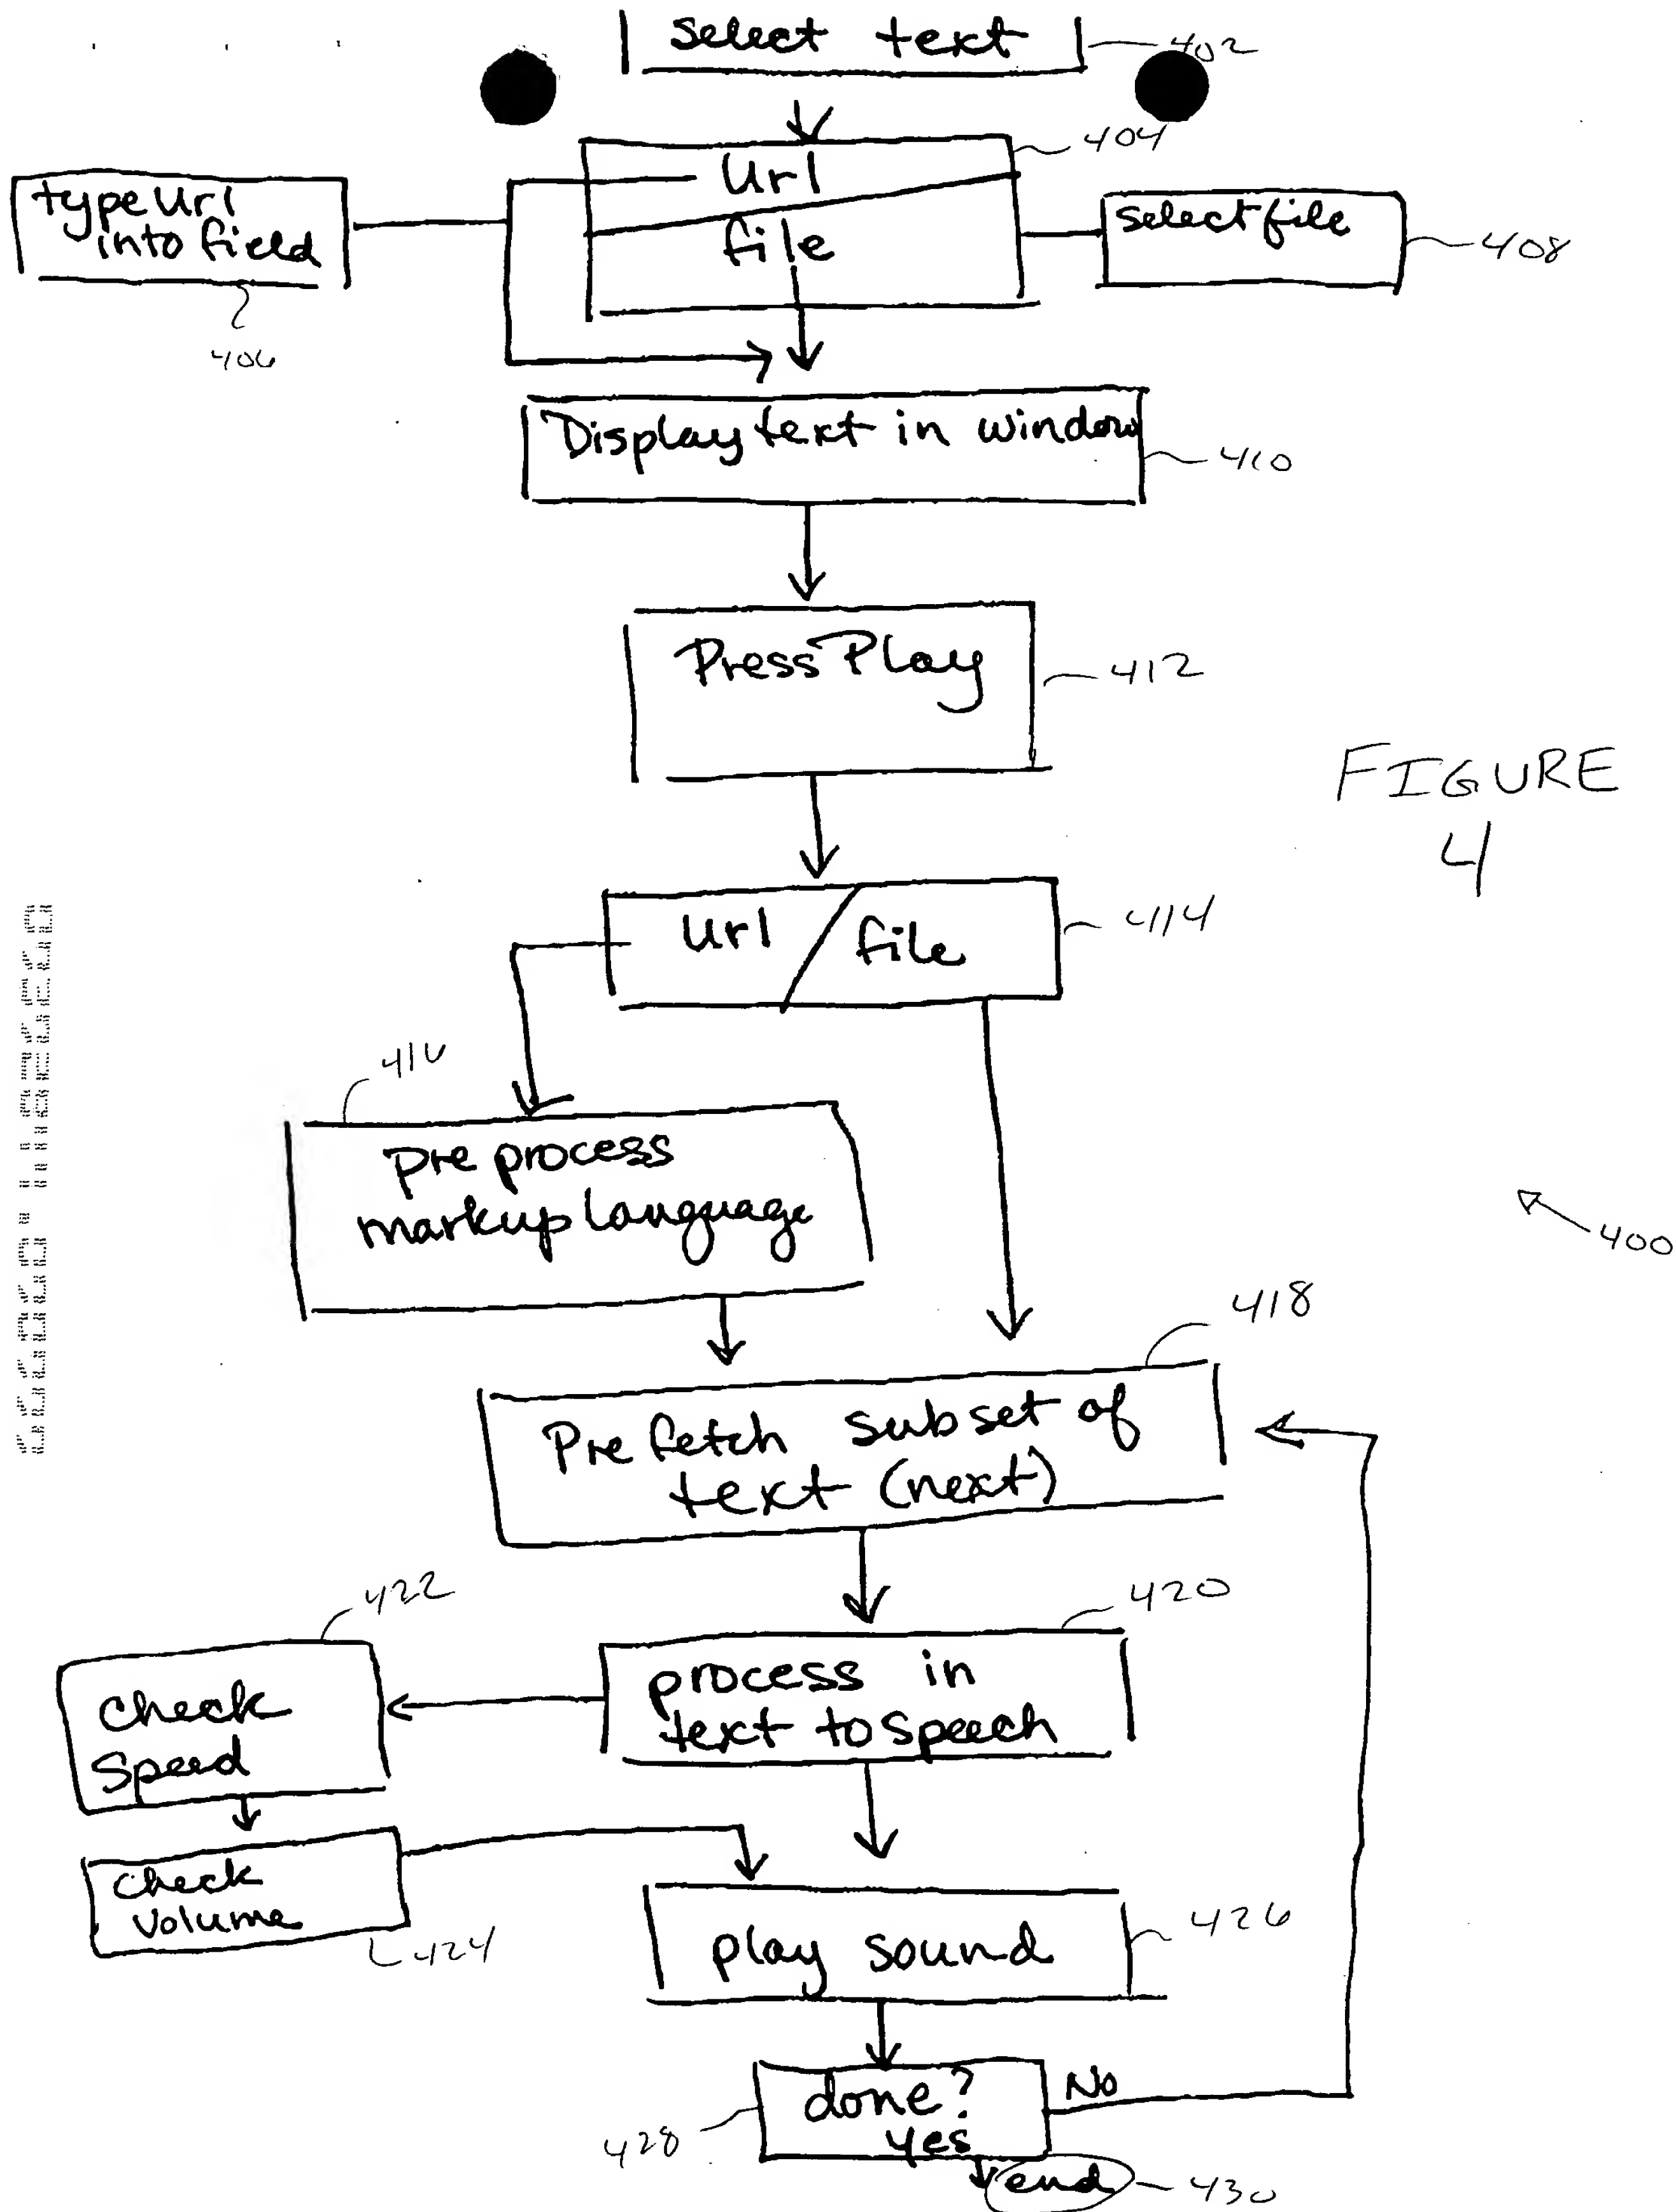 Select text
402
Url
file
404
type Url
into field
406
select file
408
Display text in window
410
Press Play
412
FIGURE
4
Url / file
414
416
Pre process
markup language
400
418
Pre fetch subset of
text (next)
422
420
check
Speed
process in
text to speech
check
volume
424
play sound
426
done?
No
yes
428
end
430